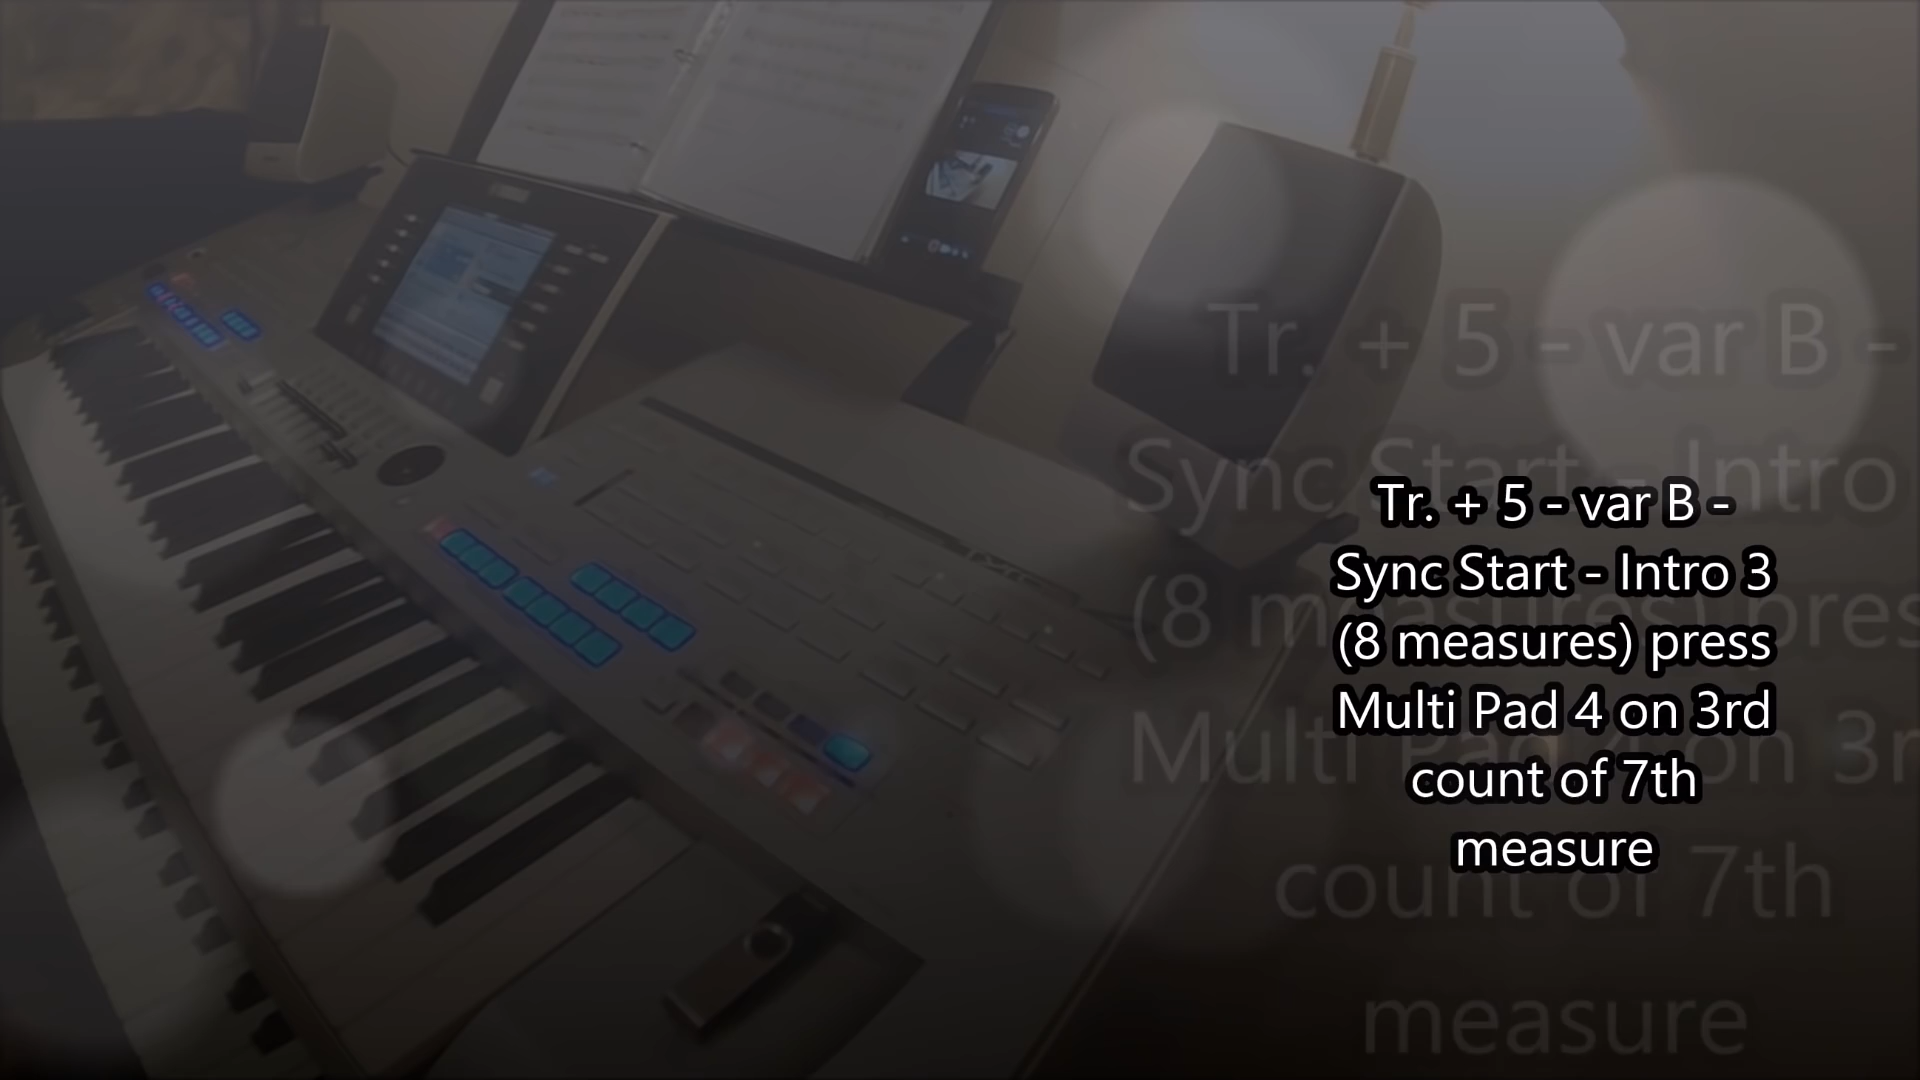 Tr. + 5 - var B -
Sync Start - Intro 3
(8 measures) press
Multi Pad 4 on 3rd
count of 7th
measure